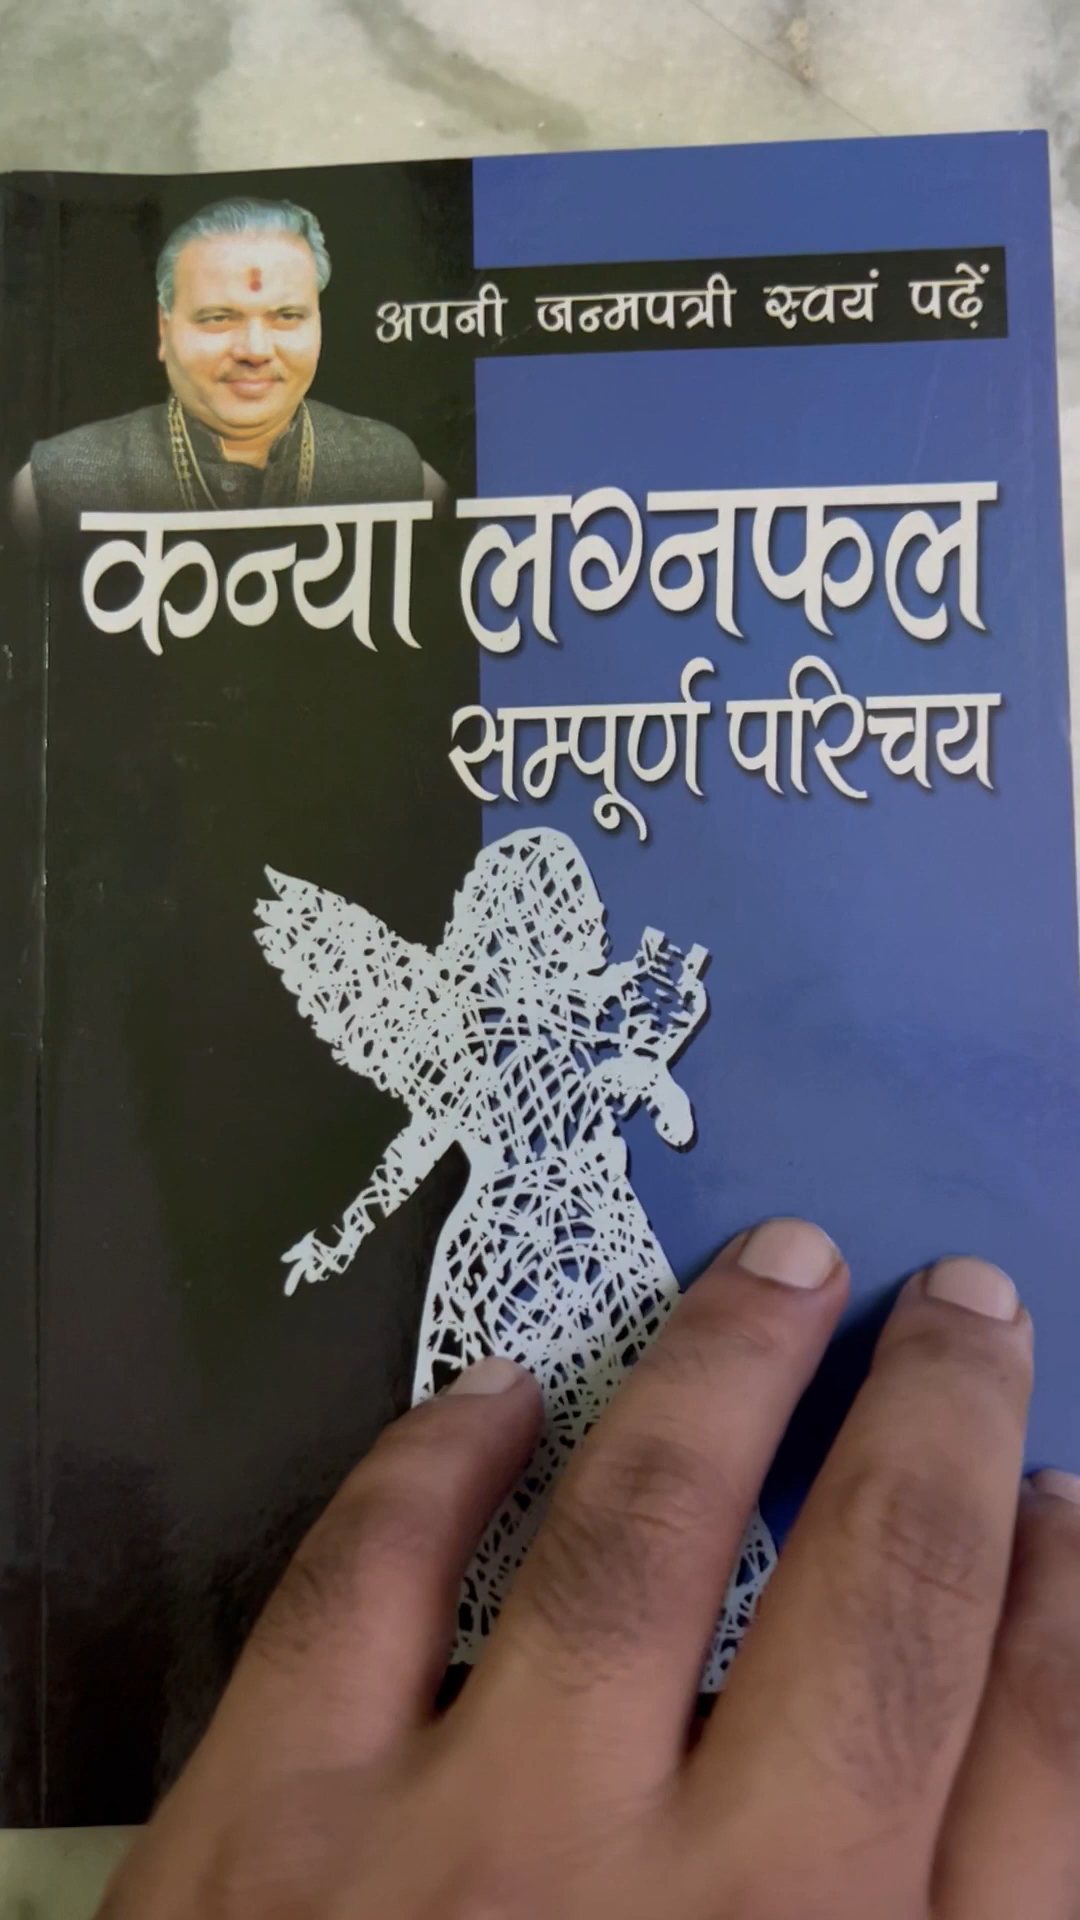 अपनी जन्मपत्री स्वयं पढ़ें
कन्या लग्नफल
सम्पूर्ण परिचय